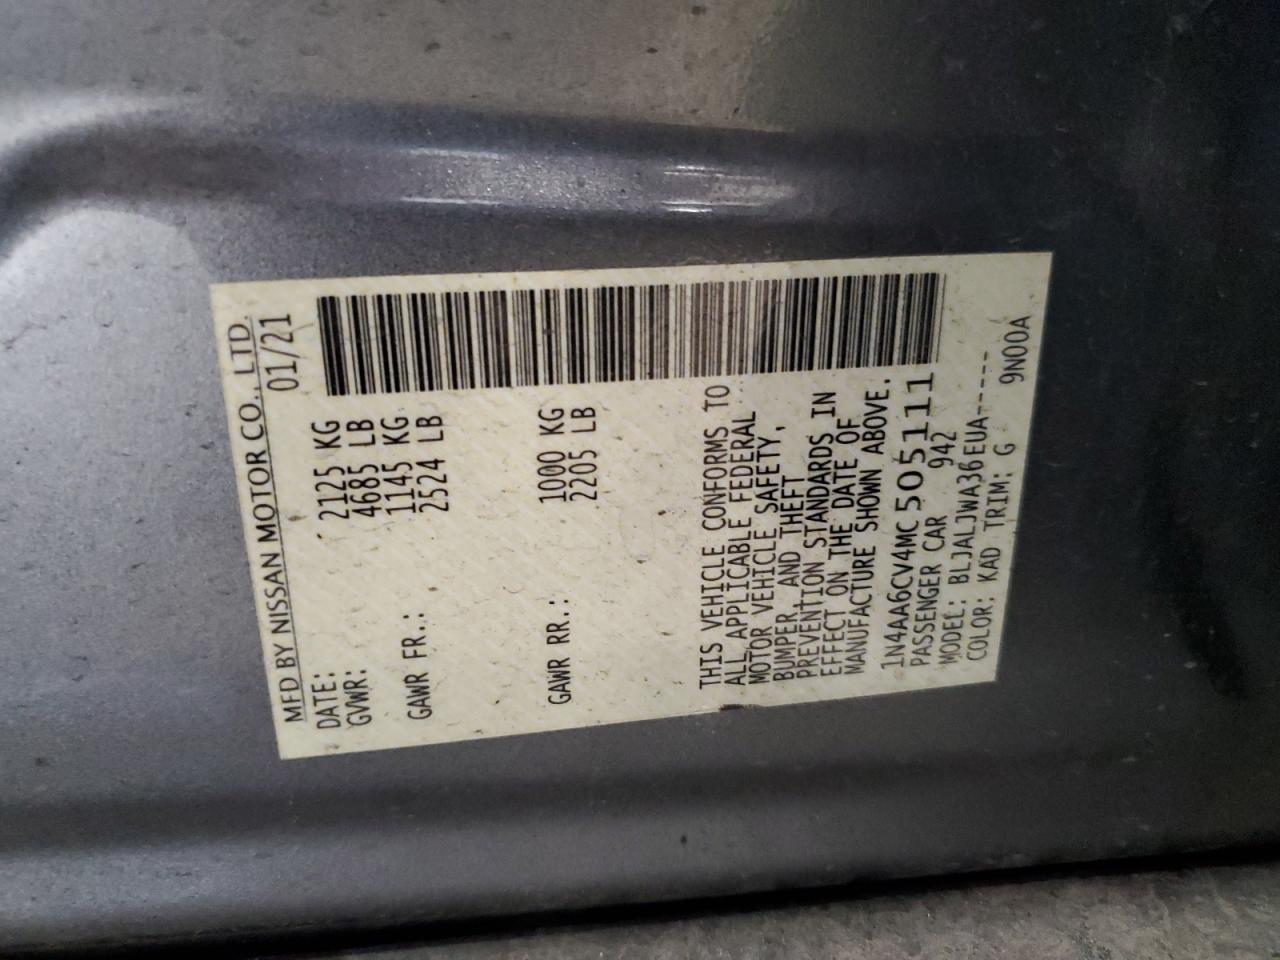 MFD BY NISSAN MOTOR CO., LTD.
DATE: 01/21
GVWR: 2125 KG
4685 LB
GAWR FR.: 1145 KG
2524 LB
GAWR RR.: 1000 KG
2205 LB
THIS VEHICLE CONFORMS TO
ALL APPLICABLE FEDERAL
MOTOR VEHICLE SAFETY,
BUMPER, AND THEFT
PREVENTION STANDARDS IN
EFFECT ON THE DATE OF
MANUFACTURE SHOWN ABOVE.
1N4AA6CV4MC505111
PASSENGER CAR 942
MODEL: BLJALJWA36EUA-----
COLOR: KAD TRIM: G 9N00A